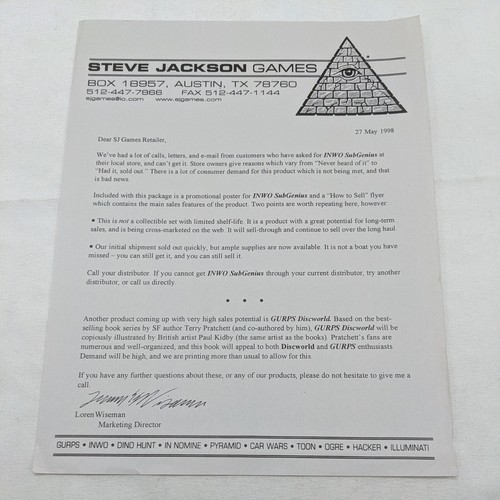 STEVE JACKSON GAMES
BOX 18957, AUSTIN, TX 78760
512-447-7866 FAX 512-447-1144
sjgames@io.com www.sjgames.com
27 May 1998
Dear SJ Games Retailer,
We've had a lot of calls, letters, and e-mail from customers who have asked for INWO SubGenius at
their local store, and can't get it. Store owners give reasons which vary from "Never heard of it" to
"Had it, sold out." There is a lot of consumer demand for this product which is not being met, and that
is bad news.
Included with this package is a promotional poster for INWO SubGenius and a "How to Sell" flyer
which contains the main sales features of the product. Two points are worth repeating here, however:
• This is not a collectible set with limited shelf-life. It is a product with a great potential for long-term
sales, and is being cross-marketed on the web. It will sell-through and continue to sell over the long haul.
• Our initial shipment sold out quickly, but ample supplies are now available. It is not a boat you have
missed – you can still get it, and you can still sell it.
Call your distributor. If you cannot get INWO SubGenius through your current distributor, try another
distributor, or call us directly.
• • •
Another product coming up with very high sales potential is GURPS Discworld. Based on the best-
selling book series by SF author Terry Pratchett (and co-authored by him), GURPS Discworld will be
copiously illustrated by British artist Paul Kidby (the same artist as the books). Pratchett's fans are
numerous and well-organized, and this book will appeal to both Discworld and GURPS enthusiasts.
Demand will be high, and we are printing more than usual to allow for this.
If you have any further questions about these, or any of our products, please do not hesitate to give me a
call.
Loren Wiseman
Marketing Director
GURPS • INWO • DINO HUNT • IN NOMINE • PYRAMID • CAR WARS • TOON • OGRE • HACKER • ILLUMINATI